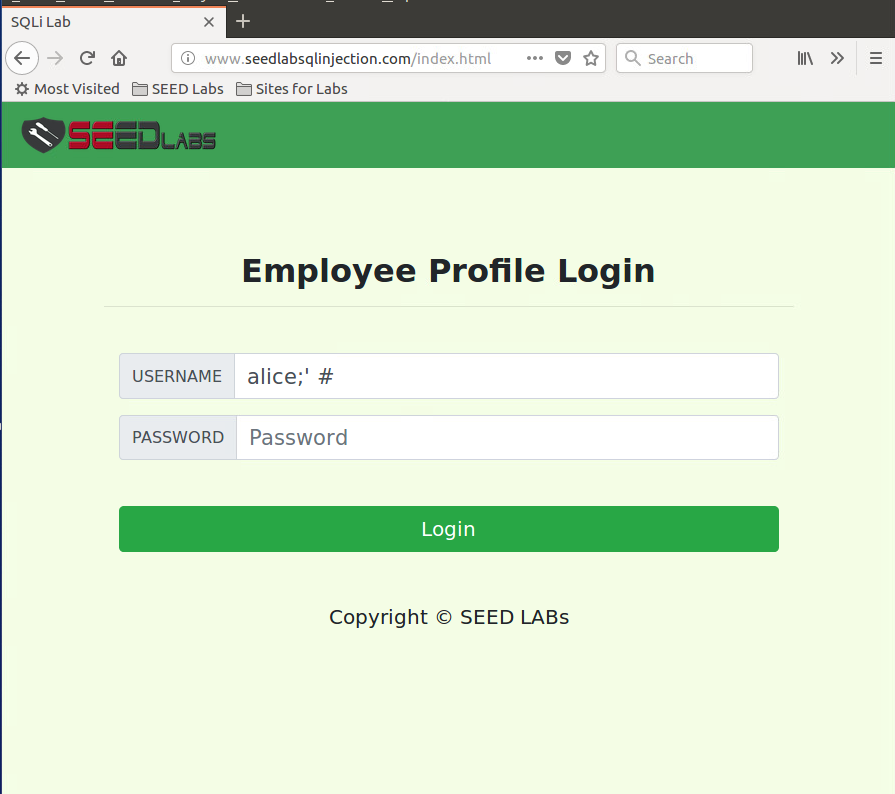 SQLi Lab
www.seedlabsqlinjection.com/index.html
Search
Most Visited
SEED Labs
Sites for Labs
SEEDLABS
Employee Profile Login
USERNAME alice;' #
PASSWORD Password
Login
Copyright © SEED LABs